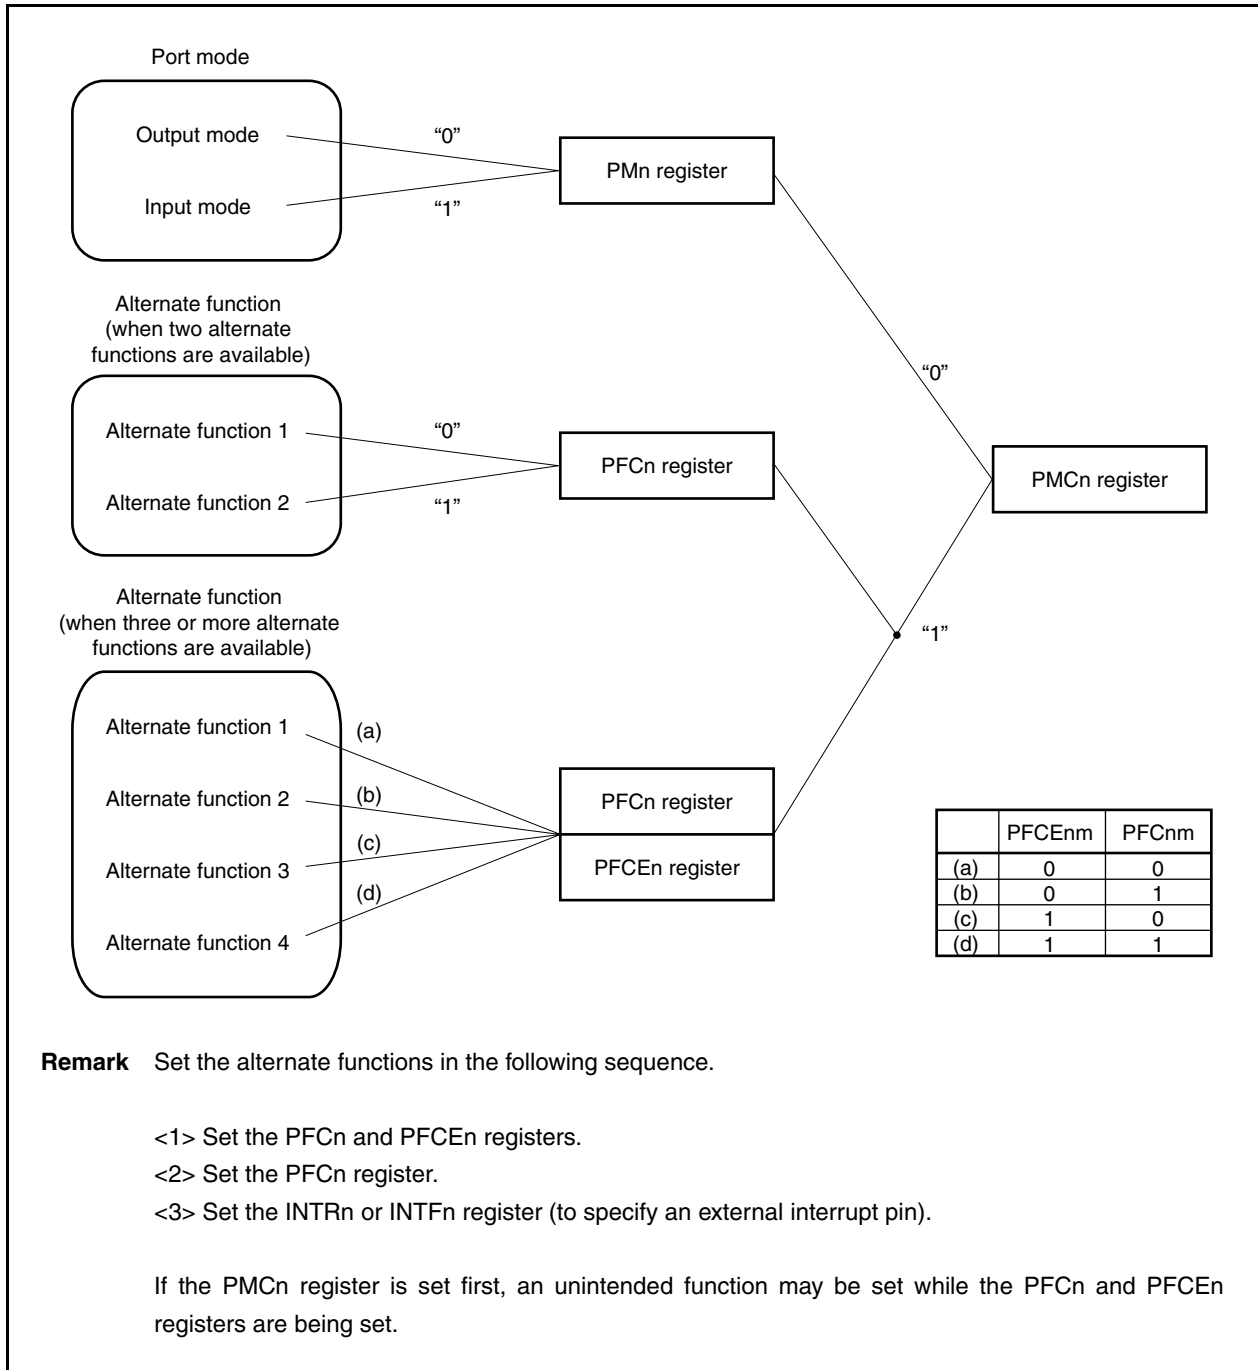 Port mode
Output mode
“0”
PMn register
Input mode
“1”
Alternate function
(when two alternate
functions are available)
“0”
Alternate function 1
“0”
PFCn register
PMCn register
Alternate function 2
“1”
Alternate function
(when three or more alternate
functions are available)
“1”
Alternate function 1
(a)
Alternate function 2
(b)
PFCn register
Alternate function 3
(c)
PFCEn register
Alternate function 4
(d)
PFCEnm PFCnm
(a) 0 0
(b) 0 1
(c) 1 0
(d) 1 1
Remark Set the alternate functions in the following sequence.
<1> Set the PFCn and PFCEn registers.
<2> Set the PFCn register.
<3> Set the INTRn or INTFn register (to specify an external interrupt pin).
If the PMCn register is set first, an unintended function may be set while the PFCn and PFCEn
registers are being set.